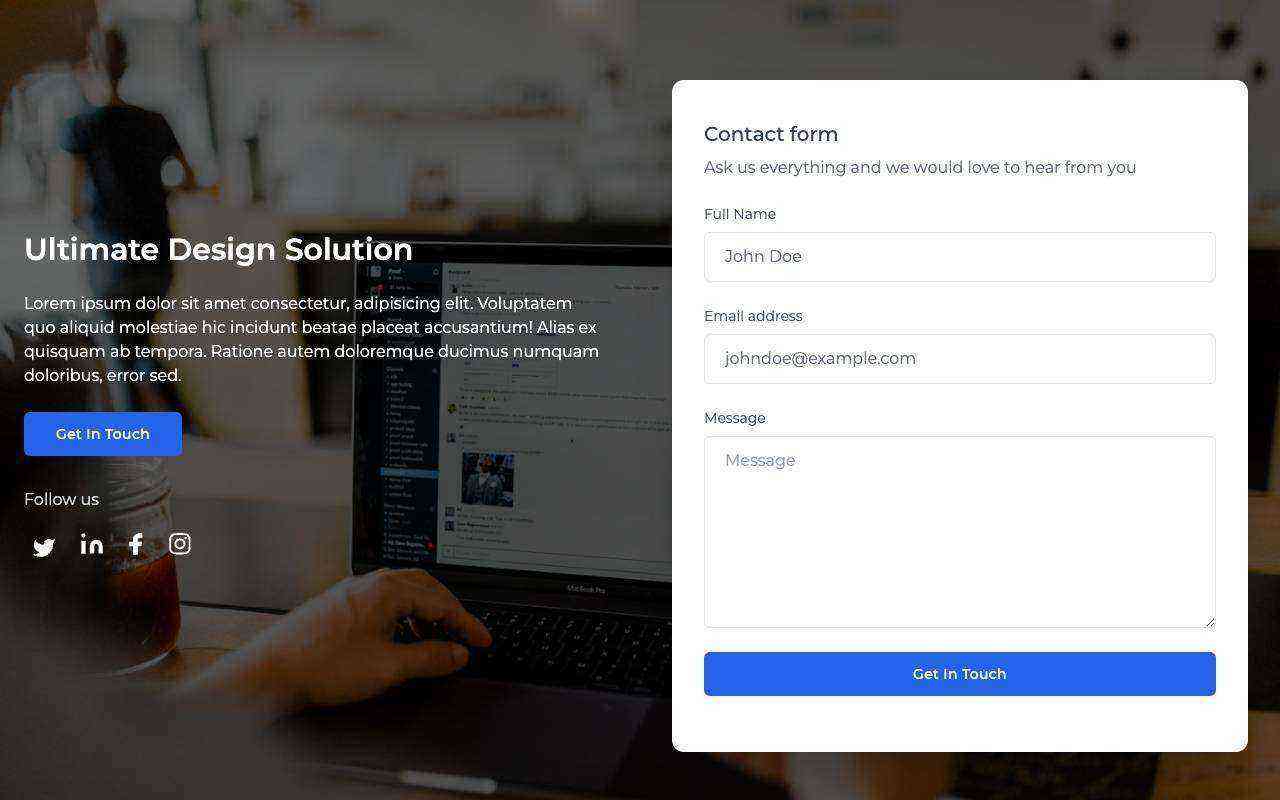 Ultimate Design Solution
Lorem ipsum dolor sit amet consectetur, adipisicing elit. Voluptatem
quo aliquid molestiae hic incidunt beatae placeat accusantium! Alias ex
quisquam ab tempora. Ratione autem doloremque ducimus numquam
doloribus, error sed.
Get In Touch
Follow us
MacBook Pro
Contact form
Ask us everything and we would love to hear from you
Full Name
John Doe
Email address
johndoe@example.com
Message
Message
Get In Touch